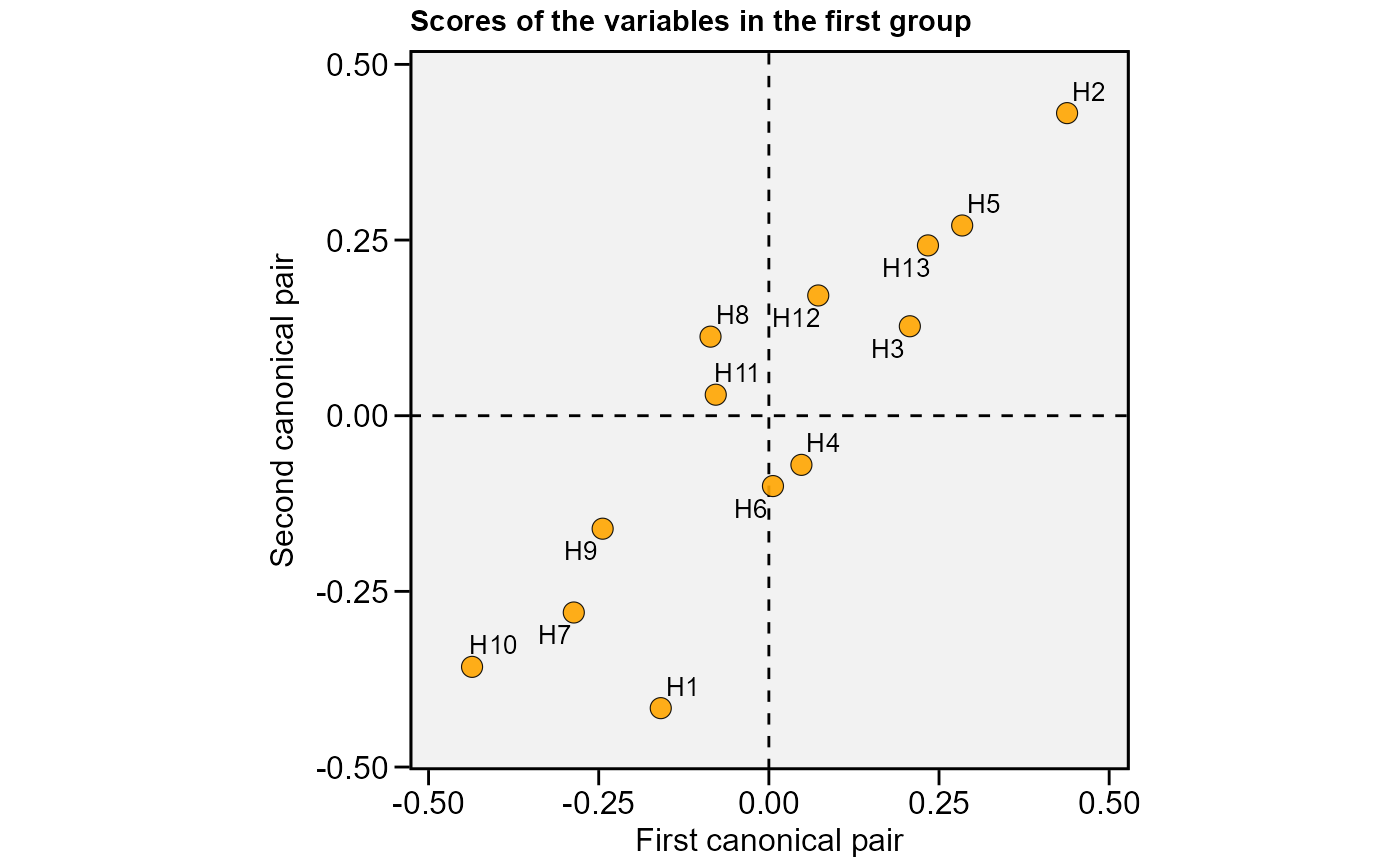 Scores of the variables in the first group
0.50
0.25
0.00
-0.25
-0.50
Second canonical pair
H2
H5
H13
H12
H8
H3
H11
H4
H6
H9
H7
H10
H1
-0.50 -0.25 0.00 0.25 0.50
First canonical pair